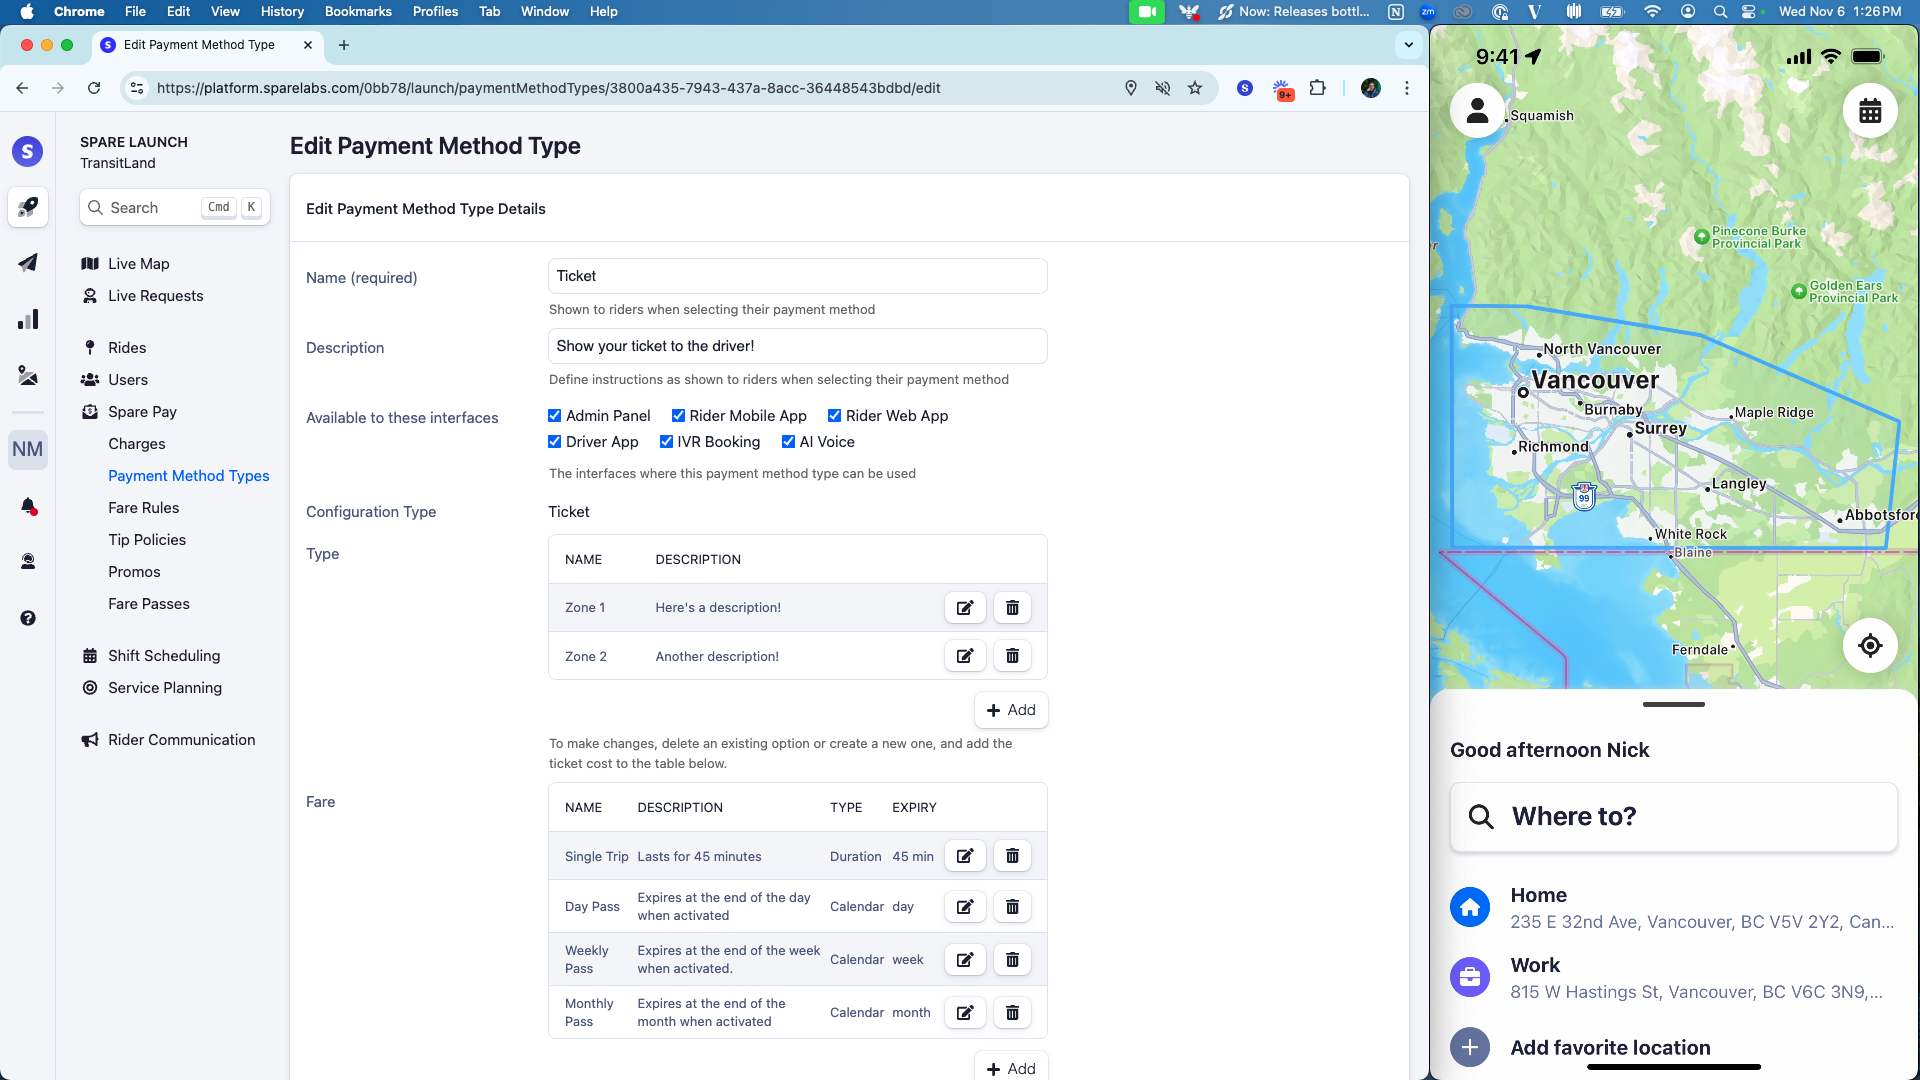 Chrome File Edit View History Bookmarks Profiles Tab Window Help
Now: Releases bottl...
Wed Nov 6 1:26 PM
Edit Payment Method Type
https://platform.sparelabs.com/0bb78/launch/paymentMethodTypes/3800a435-7943-437a-8acc-36448543bdbd/edit
9+
S
SPARE LAUNCH
TransitLand
Search Cmd K
Live Map
Live Requests
Rides
Users
Spare Pay
Charges
NM
Payment Method Types
Fare Rules
Tip Policies
Promos
Fare Passes
Shift Scheduling
Service Planning
Rider Communication
Edit Payment Method Type
Edit Payment Method Type Details
Name (required)
Ticket
Shown to riders when selecting their payment method
Description
Show your ticket to the driver!
Define instructions as shown to riders when selecting their payment method
Available to these interfaces
Admin Panel Rider Mobile App Rider Web App
Driver App IVR Booking AI Voice
The interfaces where this payment method type can be used
Configuration Type
Ticket
Type
NAME DESCRIPTION
Zone 1 Here's a description!
Zone 2 Another description!
Add
To make changes, delete an existing option or create a new one, and add the
ticket cost to the table below.
Fare
NAME DESCRIPTION TYPE EXPIRY
Single Trip Lasts for 45 minutes Duration 45 min
Day Pass Expires at the end of the day when activated Calendar day
Weekly Pass Expires at the end of the week when activated. Calendar week
Monthly Pass Expires at the end of the month when activated Calendar month
Add
9:41
Squamish
Pinecone Burke
Provincial Park
Golden Ears
Provincial Park
North Vancouver
Vancouver
Burnaby
Maple Ridge
Surrey
Richmond
Langley
99
Abbotsford
White Rock
Blaine
Ferndale
Good afternoon Nick
Where to?
Home
235 E 32nd Ave, Vancouver, BC V5V 2Y2, Can...
Work
815 W Hastings St, Vancouver, BC V6C 3N9,...
Add favorite location